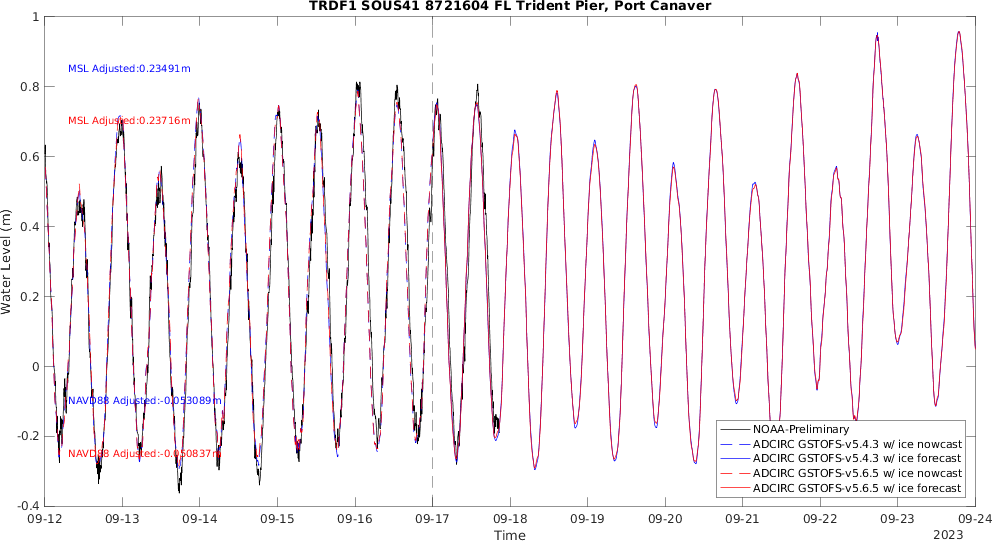 TRDF1 SOUS41 8721604 FL Trident Pier, Port Canaver
Water Level (m)
1
0.8
0.6
0.4
0.2
0
-0.2
-0.4
MSL Adjusted:0.23491m
MSL Adjusted:0.23716m
NAVD88 Adjusted:-0.053089m
NAVD88 Adjusted:-0.050837m
NOAA-Preliminary
ADCIRC GSTOFS-v5.4.3 w/ ice nowcast
ADCIRC GSTOFS-v5.4.3 w/ ice forecast
ADCIRC GSTOFS-v5.6.5 w/ ice nowcast
ADCIRC GSTOFS-v5.6.5 w/ ice forecast
09-12 09-13 09-14 09-15 09-16 09-17 09-18 09-19 09-20 09-21 09-22 09-23 09-24
Time
2023